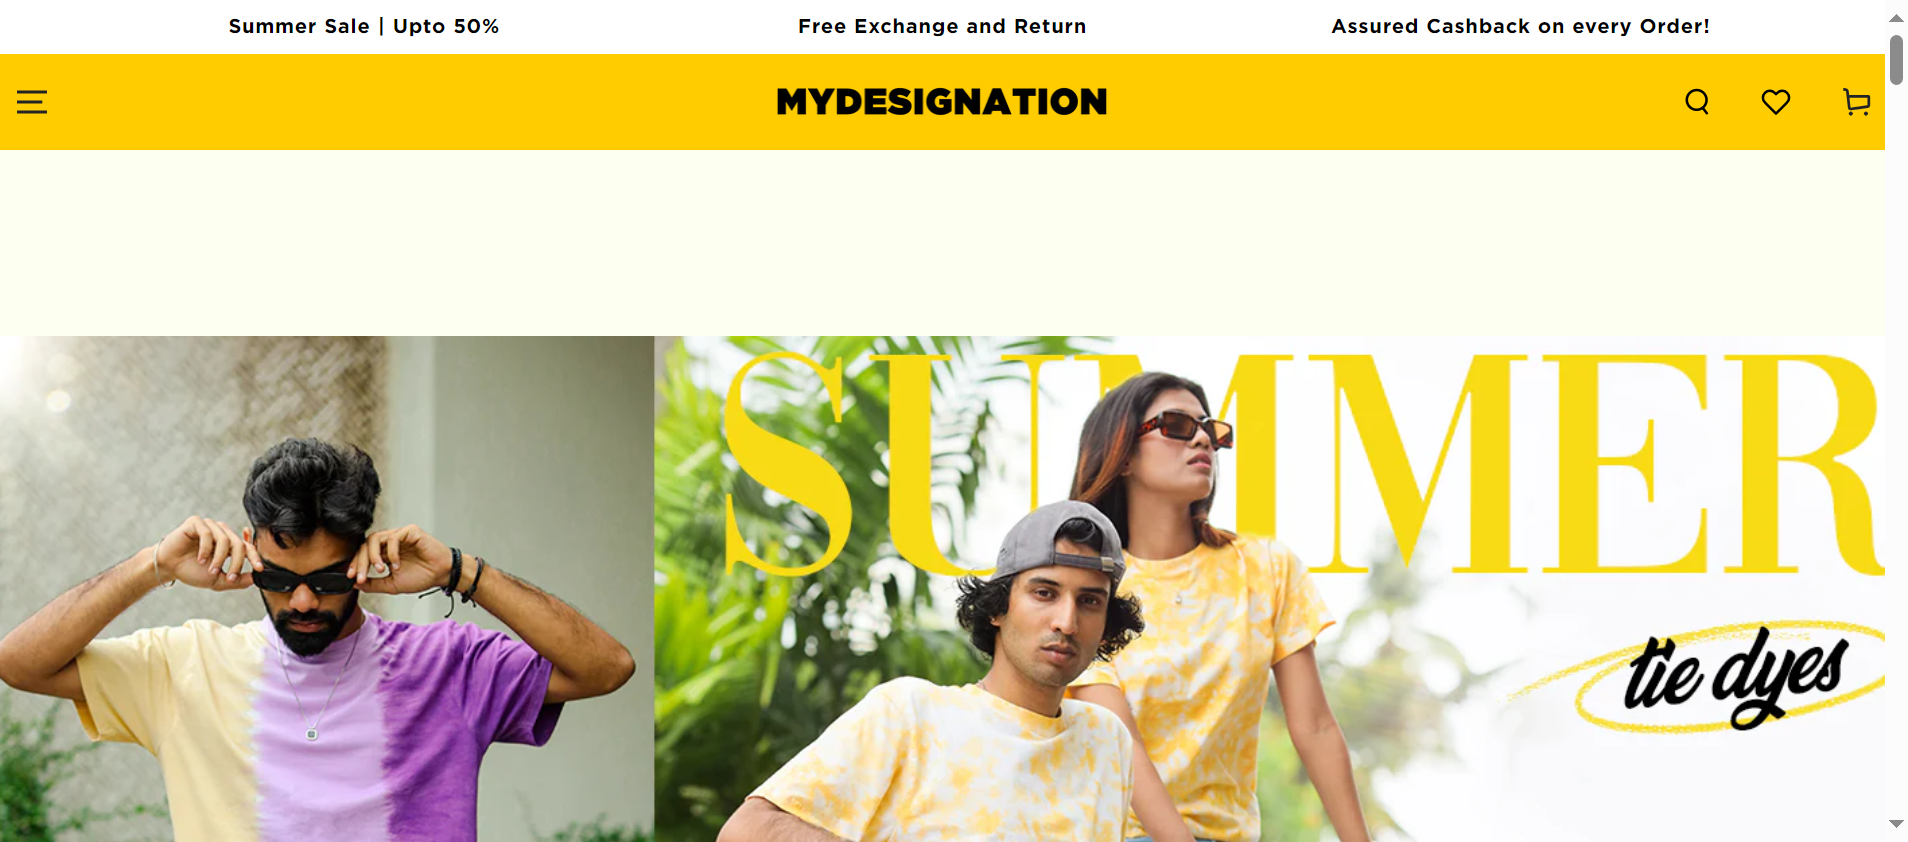 Summer Sale | Upto 50%
Free Exchange and Return
Assured Cashback on every Order!
MYDESIGNATION
SUMMER
tie dyes